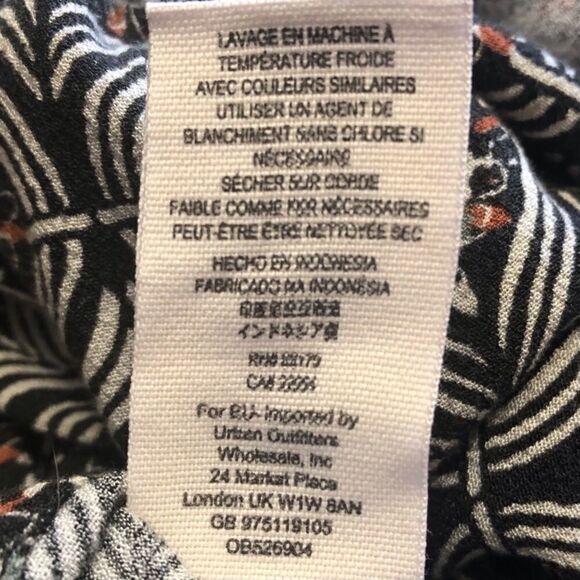 LAVAGE EN MACHINE À
TEMPÉRATURE FROIDE
AVEC COULEURS SIMILAIRES
UTILISER UN AGENT DE
BLANCHIMENT SANS CHLORE SI
NÉCESSAIRE
SÉCHER SUR CORDE
FAIBLE COMME FER NÉCESSAIRES
PEUT-ÊTRE ÊTRE NETTOYÉE SEC
HECHO EN INDONESIA
FABRICADO NA INDONESIA
インドネシア製
RN#
CA#
For EU- Imported by
Urban Outfitters
Wholesale, Inc
24 Market Place
London UK W1W 8AN
GB 975119105
OB526904